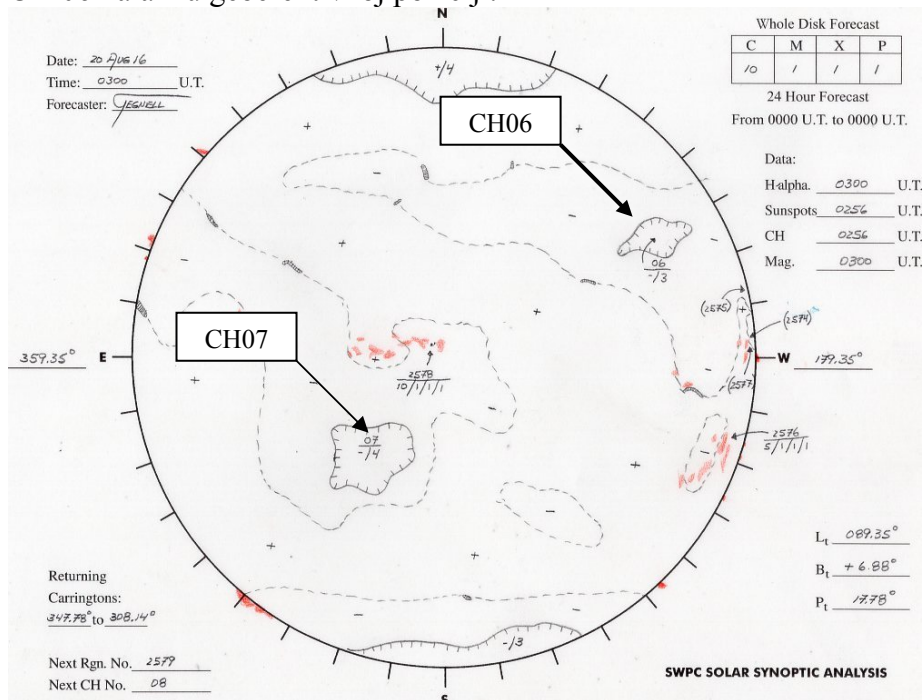 N
Date: 20 AUG 16
Time: 0300 U.T.
Forecaster:
Whole Disk Forecast
C M X P
10 1 1 1
24 Hour Forecast
From 0000 U.T. to 0000 U.T.
+/4
CH06
Data:
H-alpha. 0300 U.T.
Sunspots 0256 U.T.
CH 0256 U.T.
Mag. 0300 U.T.
06
-/3
(2575)
(2574)
CH07
359.35° E
W 179.35°
2578
10/1/1/1
(2577)
07
-/4
2576
5/1/1/1
Lt 089.35°
Bt +6.88°
Pt 17.78°
Returning
Carringtons:
347.78° to 308.14°
-/3
Next Rgn. No. 2579
Next CH No. 08
SWPC SOLAR SYNOPTIC ANALYSIS
S